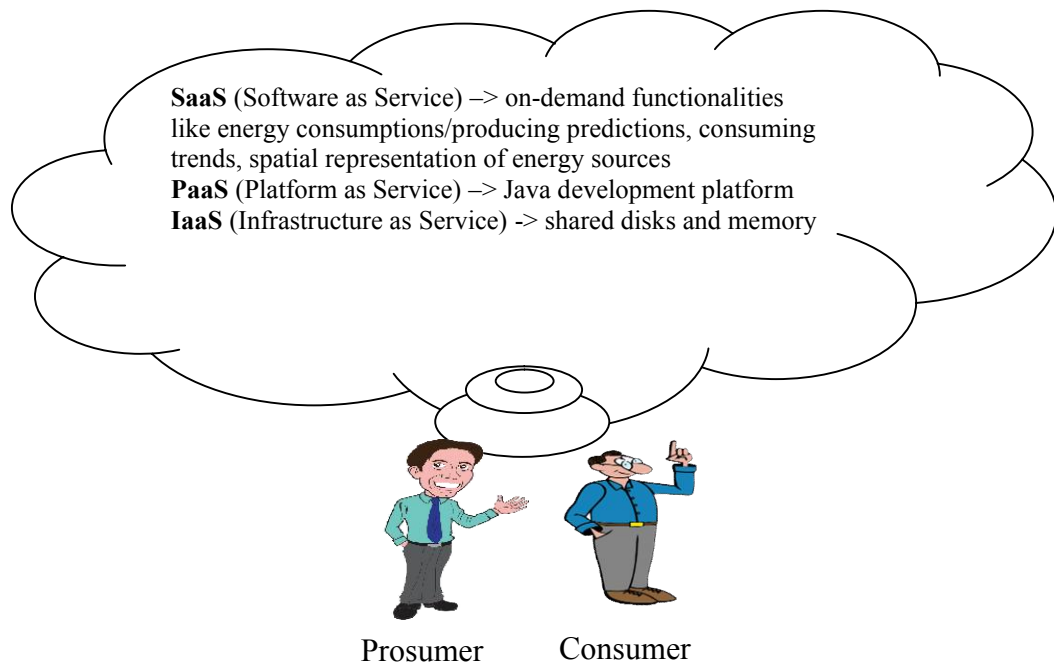 SaaS (Software as Service) –> on-demand functionalities
like energy consumptions/producing predictions, consuming
trends, spatial representation of energy sources
PaaS (Platform as Service) –> Java development platform
IaaS (Infrastructure as Service) -> shared disks and memory
Prosumer Consumer